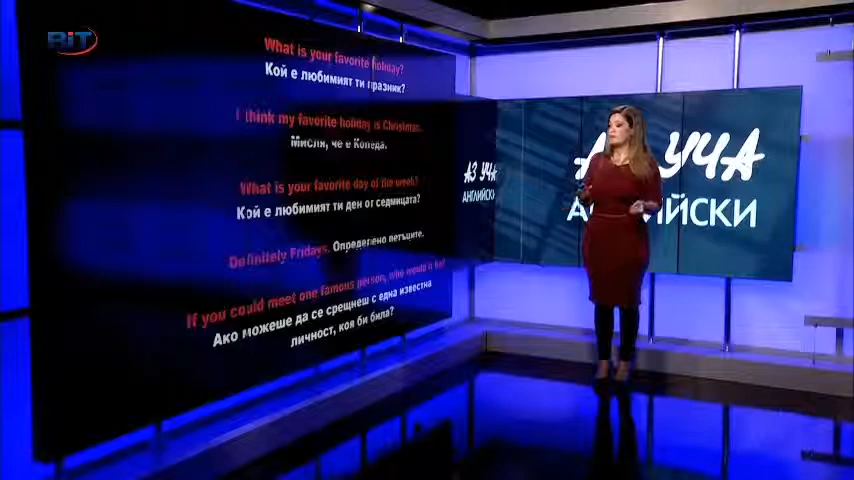 RiT
What is your favorite holiday?
Кой е любимият ти празник?
I think my favorite holiday is Christmas.
Мисля, че е Коледа.
What is your favorite day of the week?
Кой е любимият ти ден от седмицата?
Definitely Fridays. Определено петъците.
If you could meet one famous person, who would it be?
Ако можеше да се срещнеш с една известна
личност, коя би била?
АЗ УЧА
АНГЛИЙСКИ
АЗ УЧА